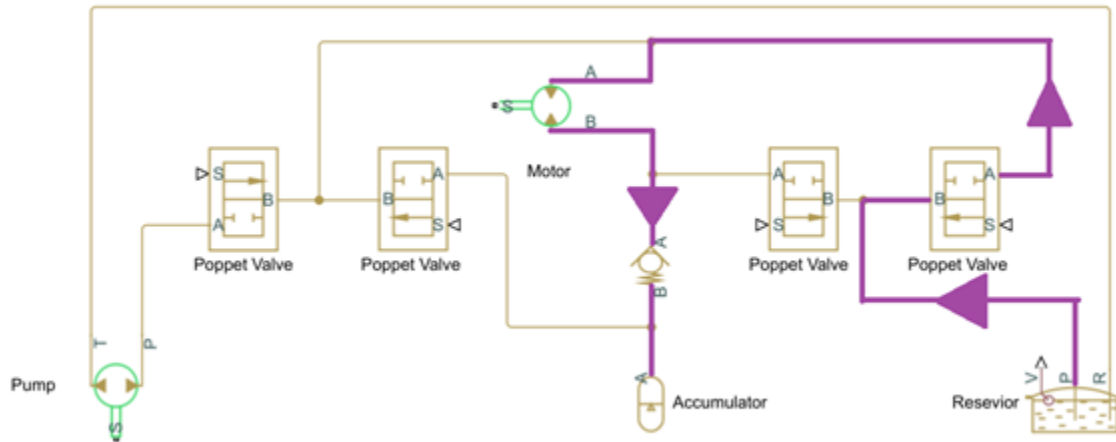 A
S
B
Motor
S
B
A
Poppet Valve
A
B
S
Poppet Valve
A
B
S
Poppet Valve
A
B
S
Poppet Valve
A
B
T
P
Pump
S
A
Accumulator
Resevior
V
P
R